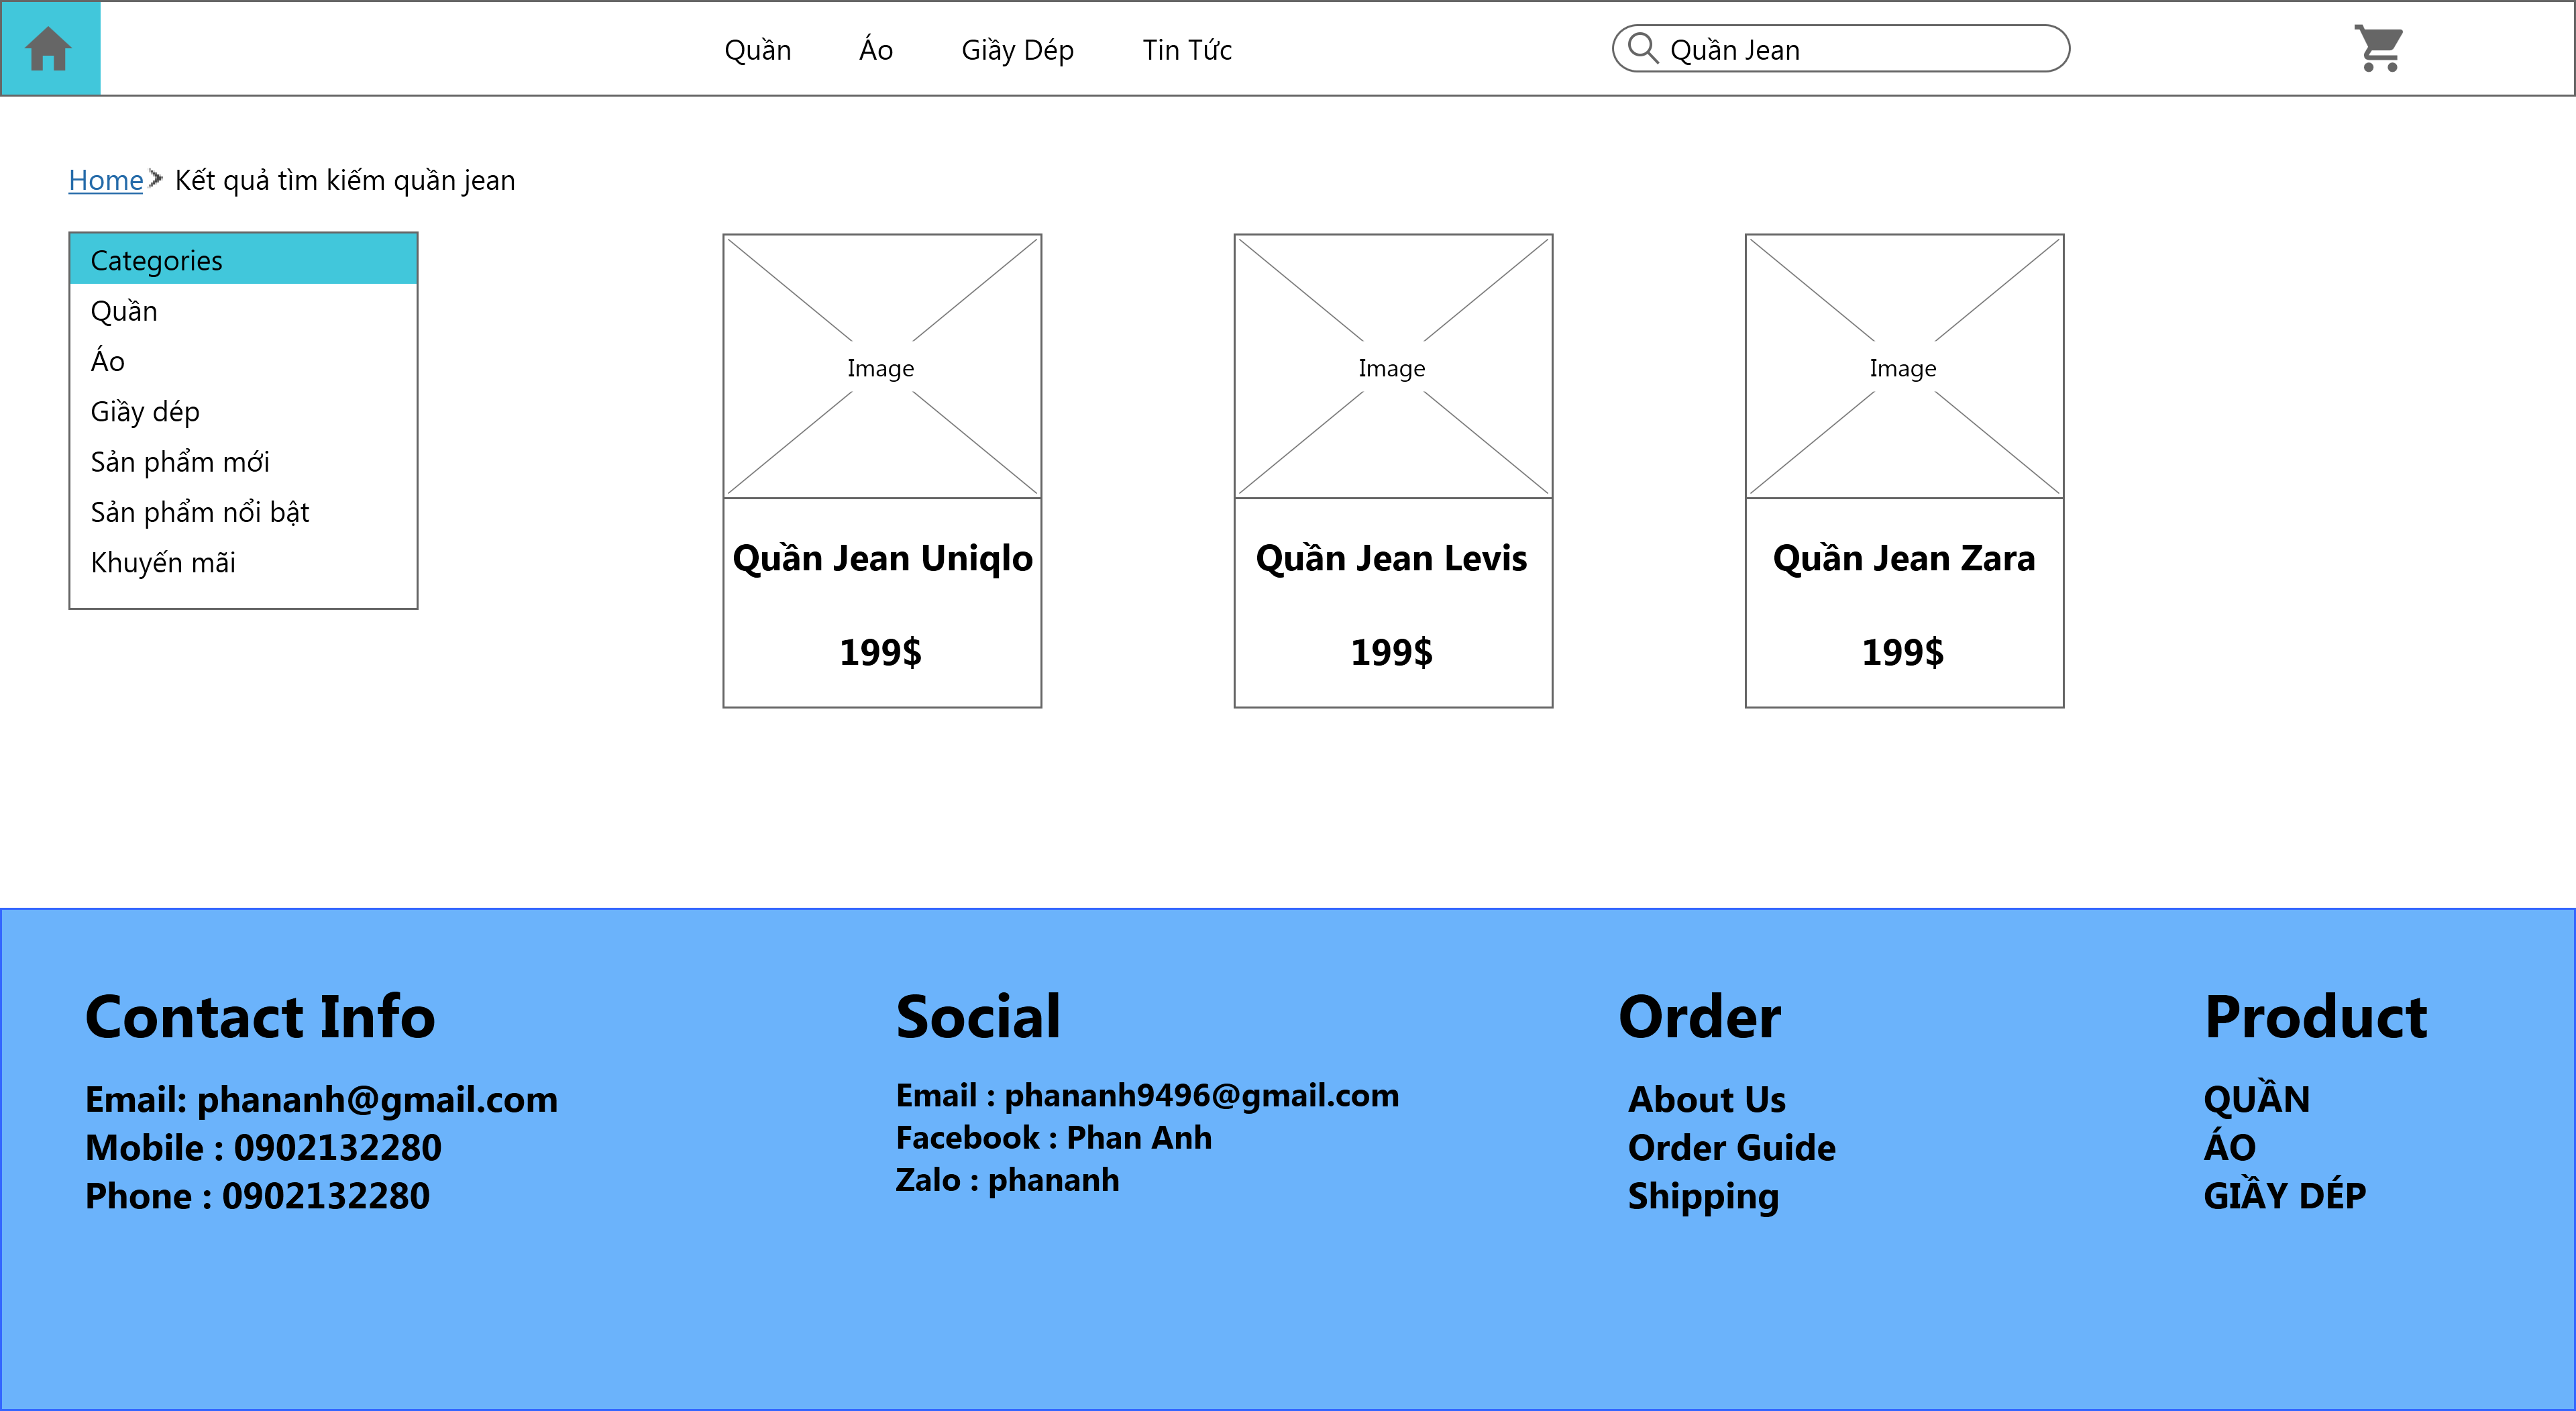 Quần Áo Giầy Dép Tin Tức Quần Jean
Home Kết quả tìm kiếm quần jean
Categories
Quần
Áo
Giầy dép
Sản phẩm mới
Sản phẩm nổi bật
Khuyến mãi
Image
Quần Jean Uniqlo
199$
Image
Quần Jean Levis
199$
Image
Quần Jean Zara
199$
Contact Info
Email: phananh@gmail.com
Mobile : 0902132280
Phone : 0902132280
Social
Email : phananh9496@gmail.com
Facebook : Phan Anh
Zalo : phananh
Order
About Us
Order Guide
Shipping
Product
QUẦN
ÁO
GIẦY DÉP